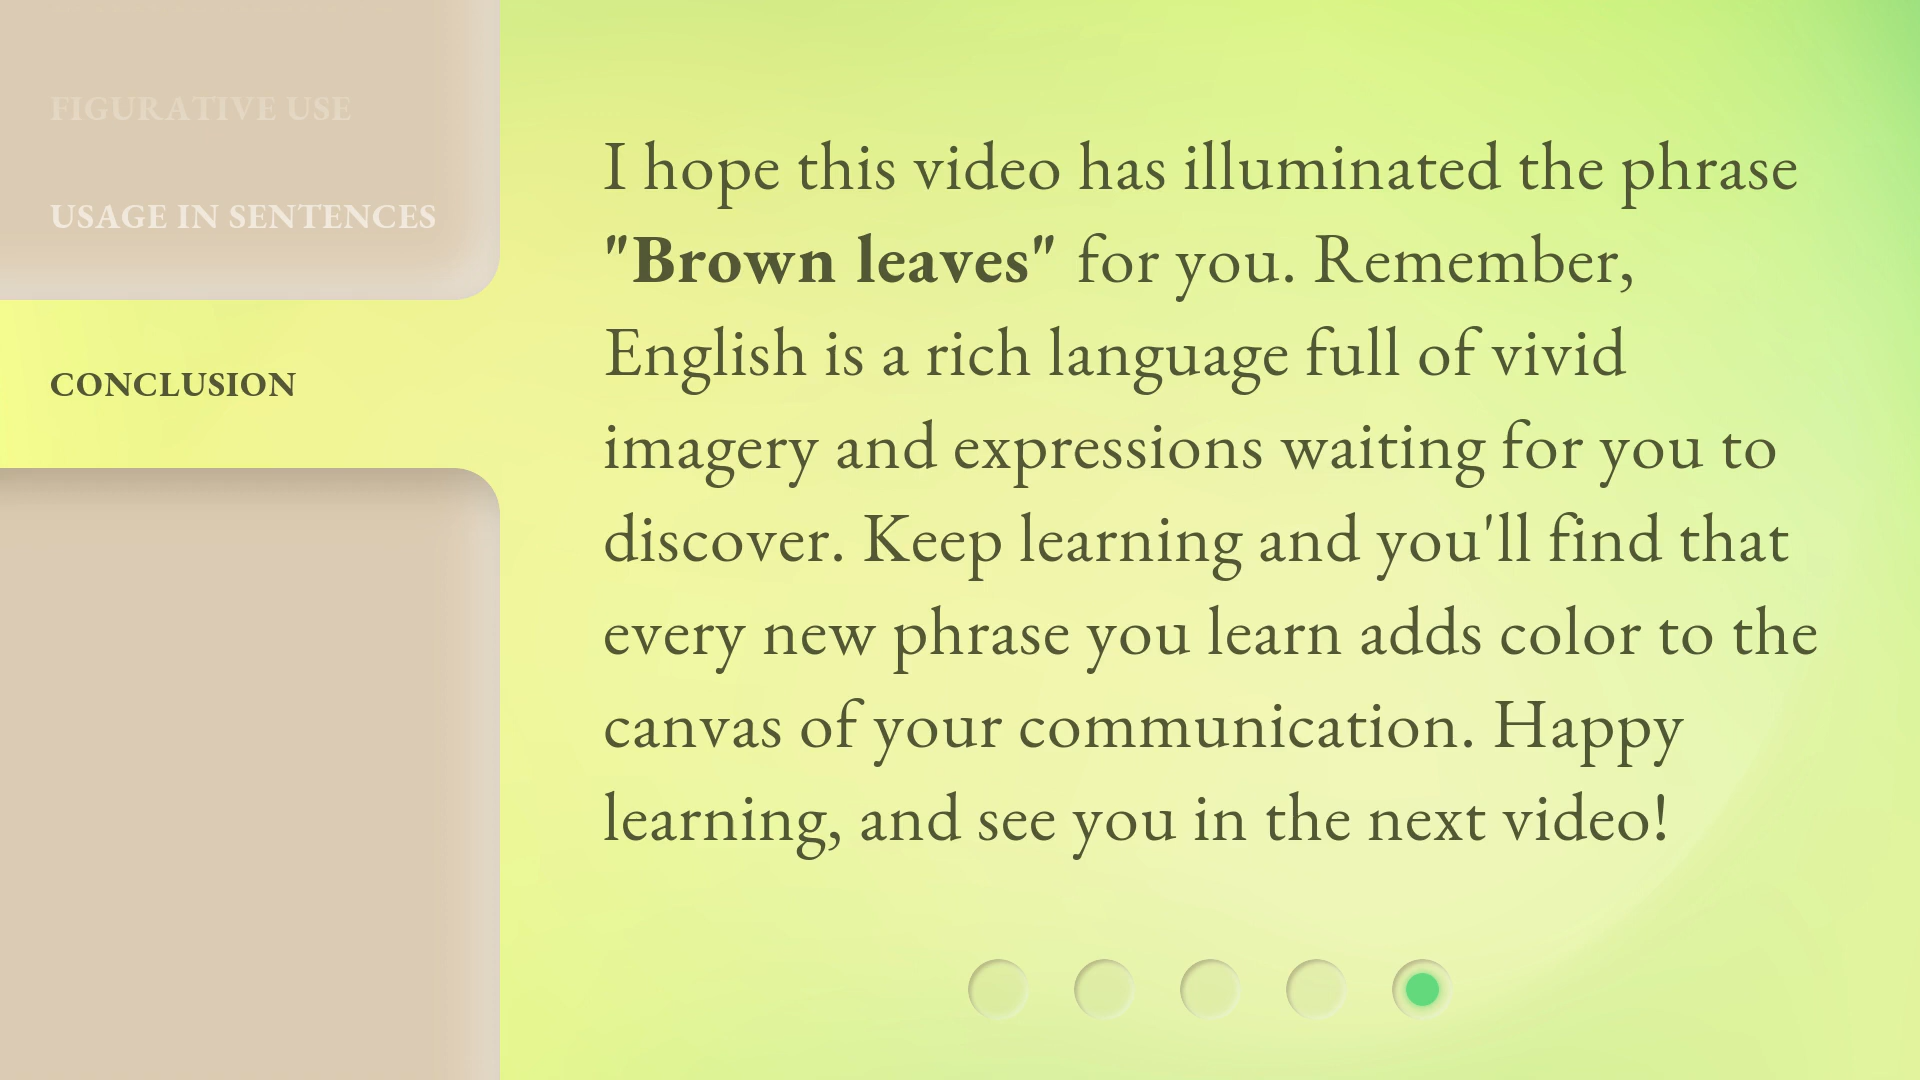 FIGURATIVE USE
USAGE IN SENTENCES
CONCLUSION
I hope this video has illuminated the phrase
"Brown leaves" for you. Remember,
English is a rich language full of vivid
imagery and expressions waiting for you to
discover. Keep learning and you'll find that
every new phrase you learn adds color to the
canvas of your communication. Happy
learning, and see you in the next video!